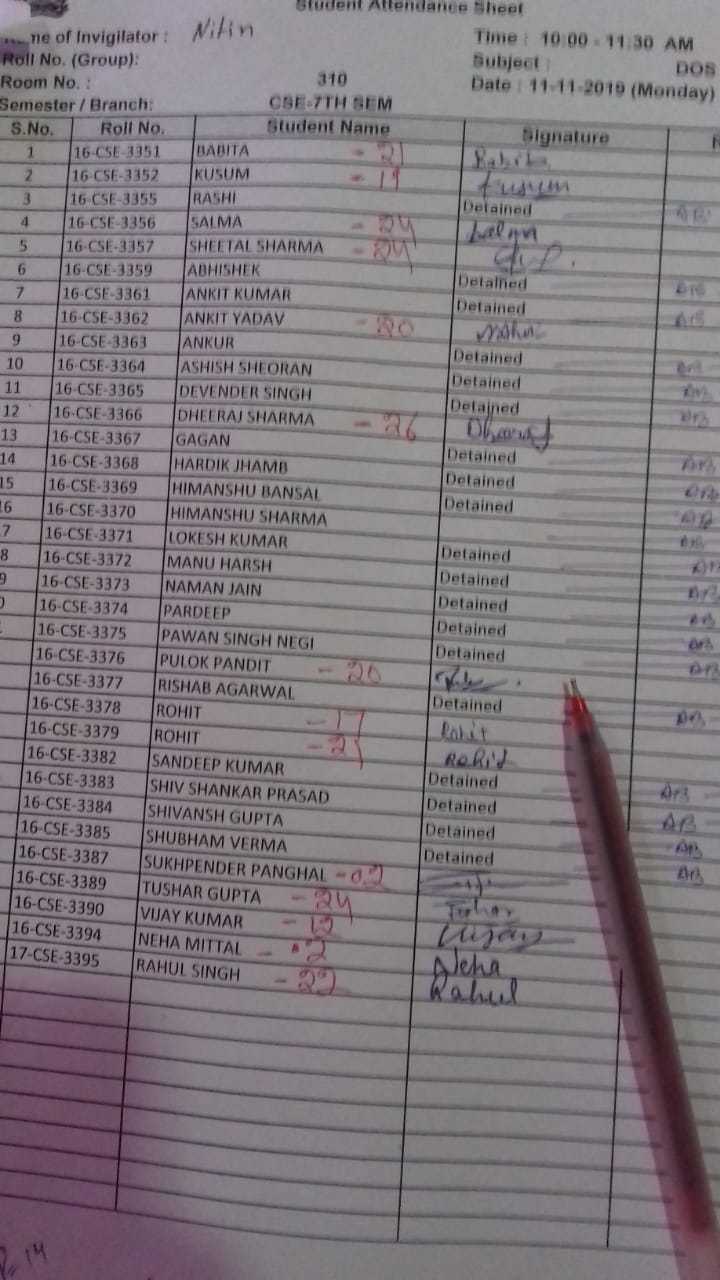 Student Attendance Sheet
me of Invigilator : Nitin Time : 10:00 - 11:30 AM
Roll No. (Group): Subject : DOS
Room No. : 310 Date : 11-11-2019 (Monday)
Semester / Branch: CSE-7TH SEM
S.No. Roll No. Student Name Signature
1 16-CSE-3351 BABITA - 21 Babita
2 16-CSE-3352 KUSUM - 19 Kusum
3 16-CSE-3355 RASHI Detained AB
4 16-CSE-3356 SALMA - 24 Salma
5 16-CSE-3357 SHEETAL SHARMA - 24
6 16-CSE-3359 ABHISHEK Detained AB
7 16-CSE-3361 ANKIT KUMAR Detained AB
8 16-CSE-3362 ANKIT YADAV - 20
9 16-CSE-3363 ANKUR Detained AB
10 16-CSE-3364 ASHISH SHEORAN Detained AB
11 16-CSE-3365 DEVENDER SINGH Detained AB
12 16-CSE-3366 DHEERAJ SHARMA - 26 Dheeraj
13 16-CSE-3367 GAGAN Detained AB
14 16-CSE-3368 HARDIK JHAMB Detained AB
15 16-CSE-3369 HIMANSHU BANSAL Detained AB
6 16-CSE-3370 HIMANSHU SHARMA AB
7 16-CSE-3371 LOKESH KUMAR Detained AB
8 16-CSE-3372 MANU HARSH Detained AB
9 16-CSE-3373 NAMAN JAIN Detained AB
16-CSE-3374 PARDEEP Detained AB
16-CSE-3375 PAWAN SINGH NEGI Detained AB
16-CSE-3376 PULOK PANDIT - 20
16-CSE-3377 RISHAB AGARWAL Detained AB
16-CSE-3378 ROHIT - 17 Rohit
16-CSE-3379 ROHIT - 21 Rohit
16-CSE-3382 SANDEEP KUMAR Detained AB
16-CSE-3383 SHIV SHANKAR PRASAD Detained AB
16-CSE-3384 SHIVANSH GUPTA Detained AB
16-CSE-3385 SHUBHAM VERMA Detained AB
16-CSE-3387 SUKHPENDER PANGHAL - 02
16-CSE-3389 TUSHAR GUPTA - 24 Tushar
16-CSE-3390 VIJAY KUMAR - 12 Vijay
16-CSE-3394 NEHA MITTAL Neha
17-CSE-3395 RAHUL SINGH - 22 Rahul